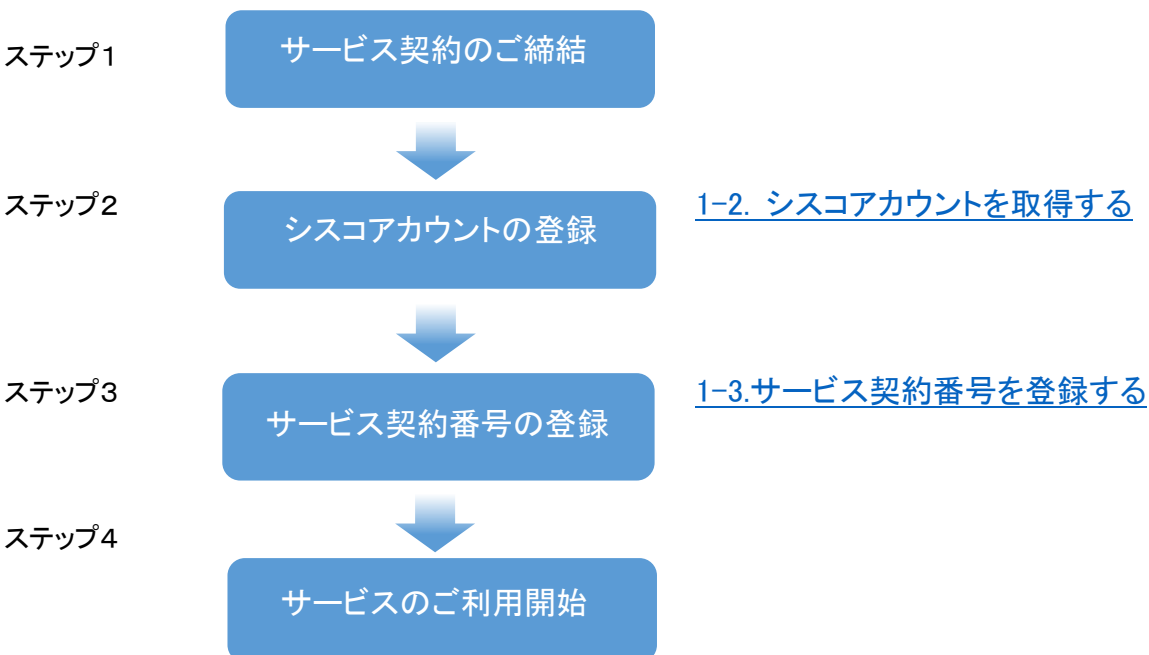 ステップ1
サービス契約のご締結
ステップ2
シスコアカウントの登録
1-2. シスコアカウントを取得する
ステップ3
サービス契約番号の登録
1-3.サービス契約番号を登録する
ステップ4
サービスのご利用開始